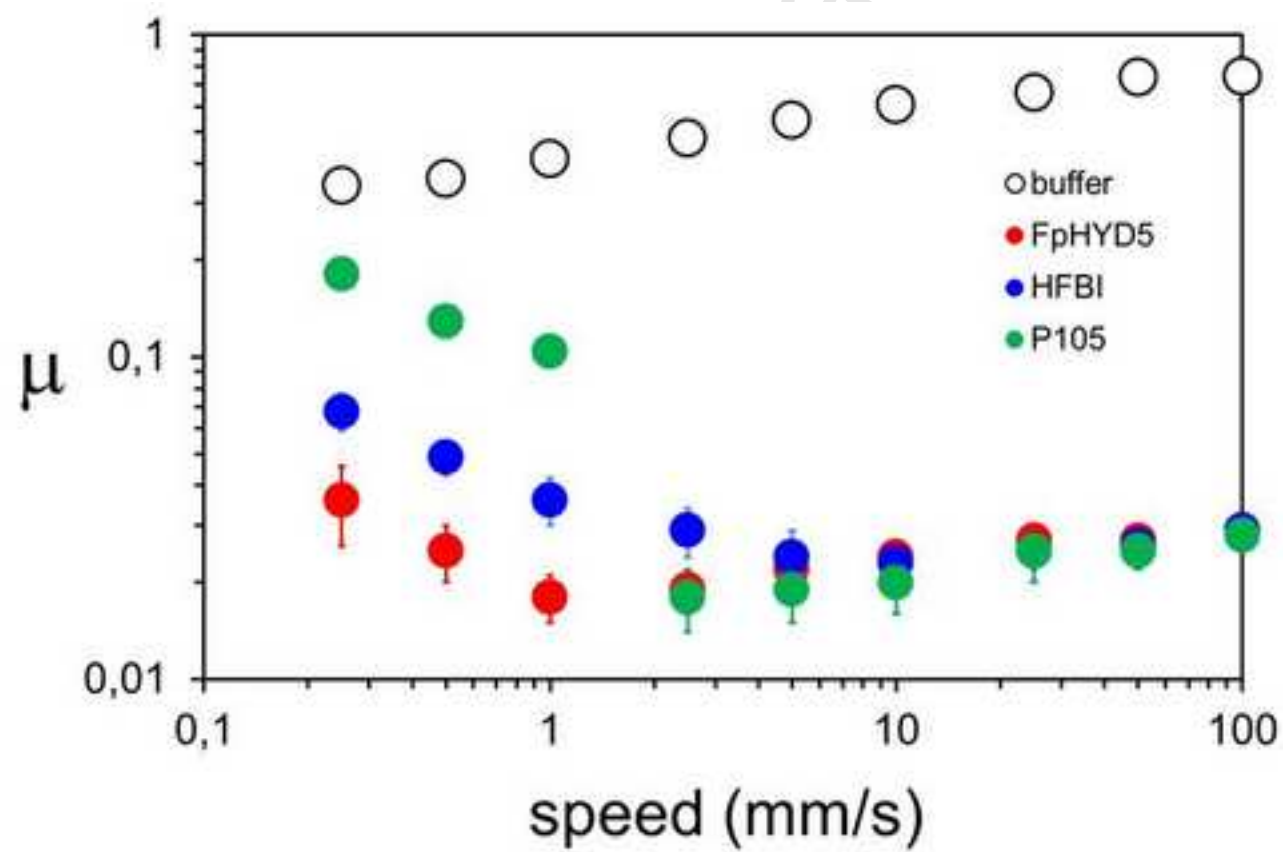 1
buffer
FpHYD5
HFBI
P105
μ
0,1
0,01
0,1
1
10
100
speed (mm/s)